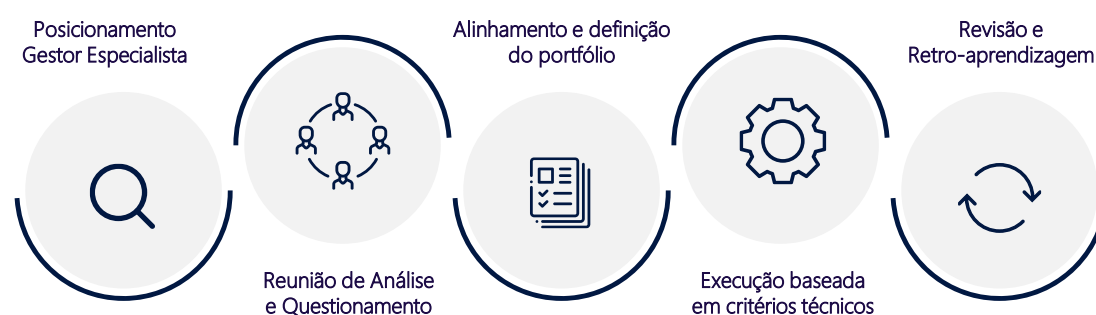 Posicionamento
Gestor Especialista
Reunião de Análise
e Questionamento
Alinhamento e definição
do portfólio
Execução baseada
em critérios técnicos
Revisão e
Retro-aprendizagem